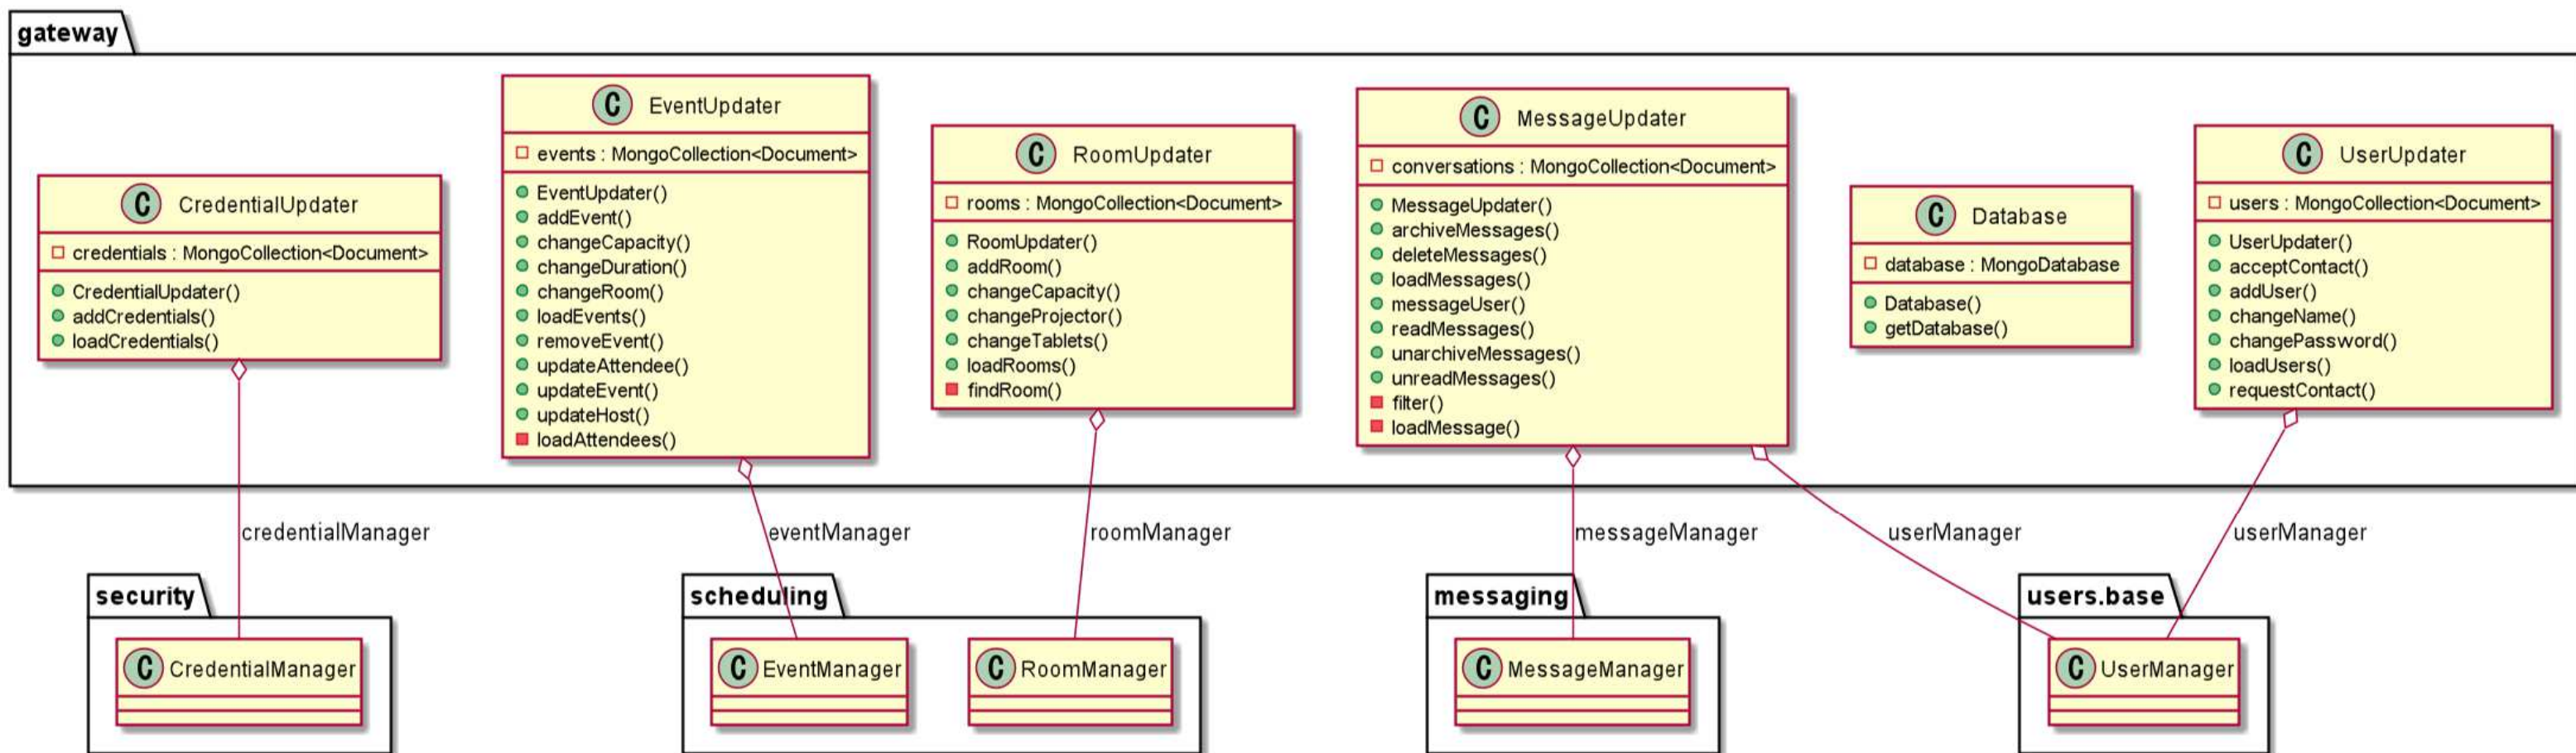 gateway
C CredentialUpdater
credentials : MongoCollection<Document>
CredentialUpdater()
addCredentials()
loadCredentials()
C EventUpdater
events : MongoCollection<Document>
EventUpdater()
addEvent()
changeCapacity()
changeDuration()
changeRoom()
loadEvents()
removeEvent()
updateAttendee()
updateEvent()
updateHost()
loadAttendees()
C RoomUpdater
rooms : MongoCollection<Document>
RoomUpdater()
addRoom()
changeCapacity()
changeProjector()
changeTablets()
loadRooms()
findRoom()
C MessageUpdater
conversations : MongoCollection<Document>
MessageUpdater()
archiveMessages()
deleteMessages()
loadMessages()
messageUser()
readMessages()
unarchiveMessages()
unreadMessages()
filter()
loadMessage()
C Database
database : MongoDatabase
Database()
getDatabase()
C UserUpdater
users : MongoCollection<Document>
UserUpdater()
acceptContact()
addUser()
changeName()
changePassword()
loadUsers()
requestContact()
credentialManager
eventManager
roomManager
messageManager
userManager
userManager
security
C CredentialManager
scheduling
C EventManager
C RoomManager
messaging
C MessageManager
users.base
C UserManager